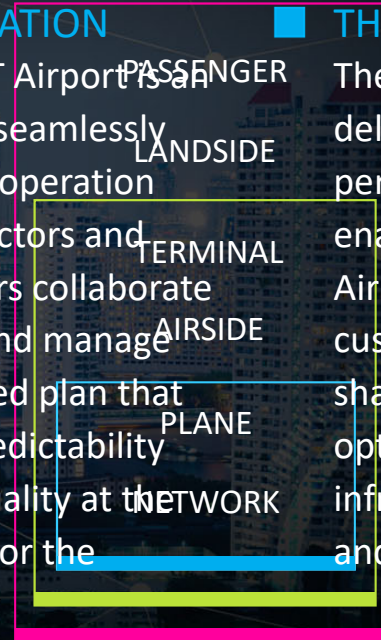 ATION
TH
Airport is an
PASSENGER
The
seamlessly
del
LANDSIDE
operation
per
ctors and
ena
TERMINAL
rs collaborate
Air
nd manage
AIRSIDE
cus
ed plan that
sha
PLANE
edictability
opt
ality at the
NETWORK
infr
or the
and